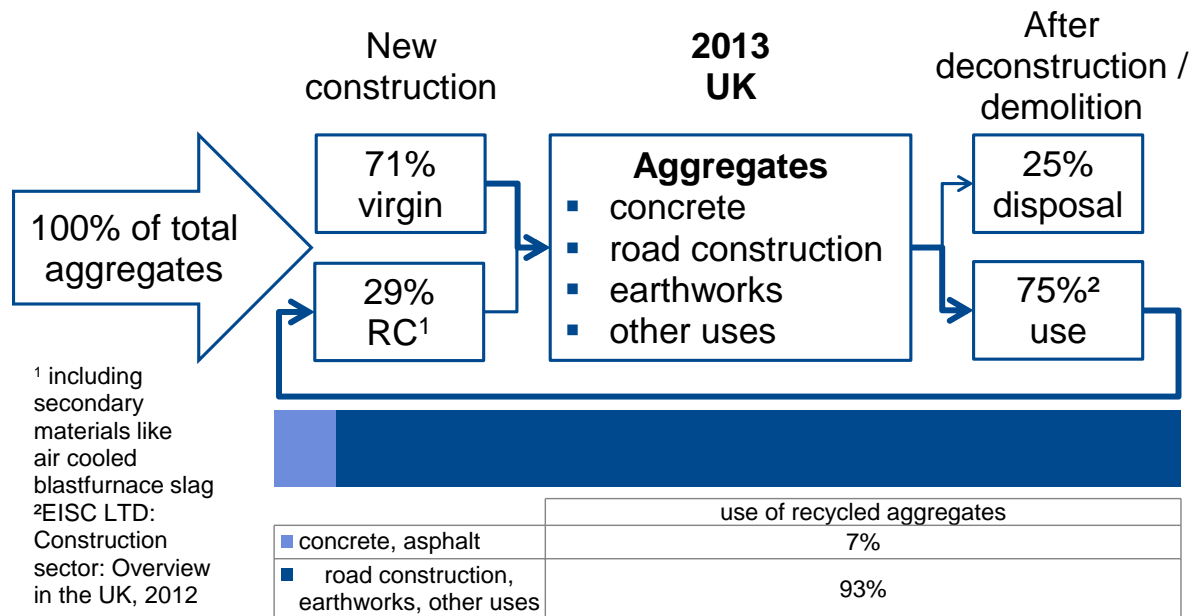 New
construction
2013
UK
After
deconstruction /
demolition
100% of total
aggregates
71%
virgin
29%
RC¹
Aggregates
▪ concrete
▪ road construction
▪ earthworks
▪ other uses
25%
disposal
75%²
use
¹ including
secondary
materials like
air cooled
blastfurnace slag
²EISC LTD:
Construction
sector: Overview
in the UK, 2012
use of recycled aggregates
concrete, asphalt 7%
road construction,
earthworks, other uses 93%